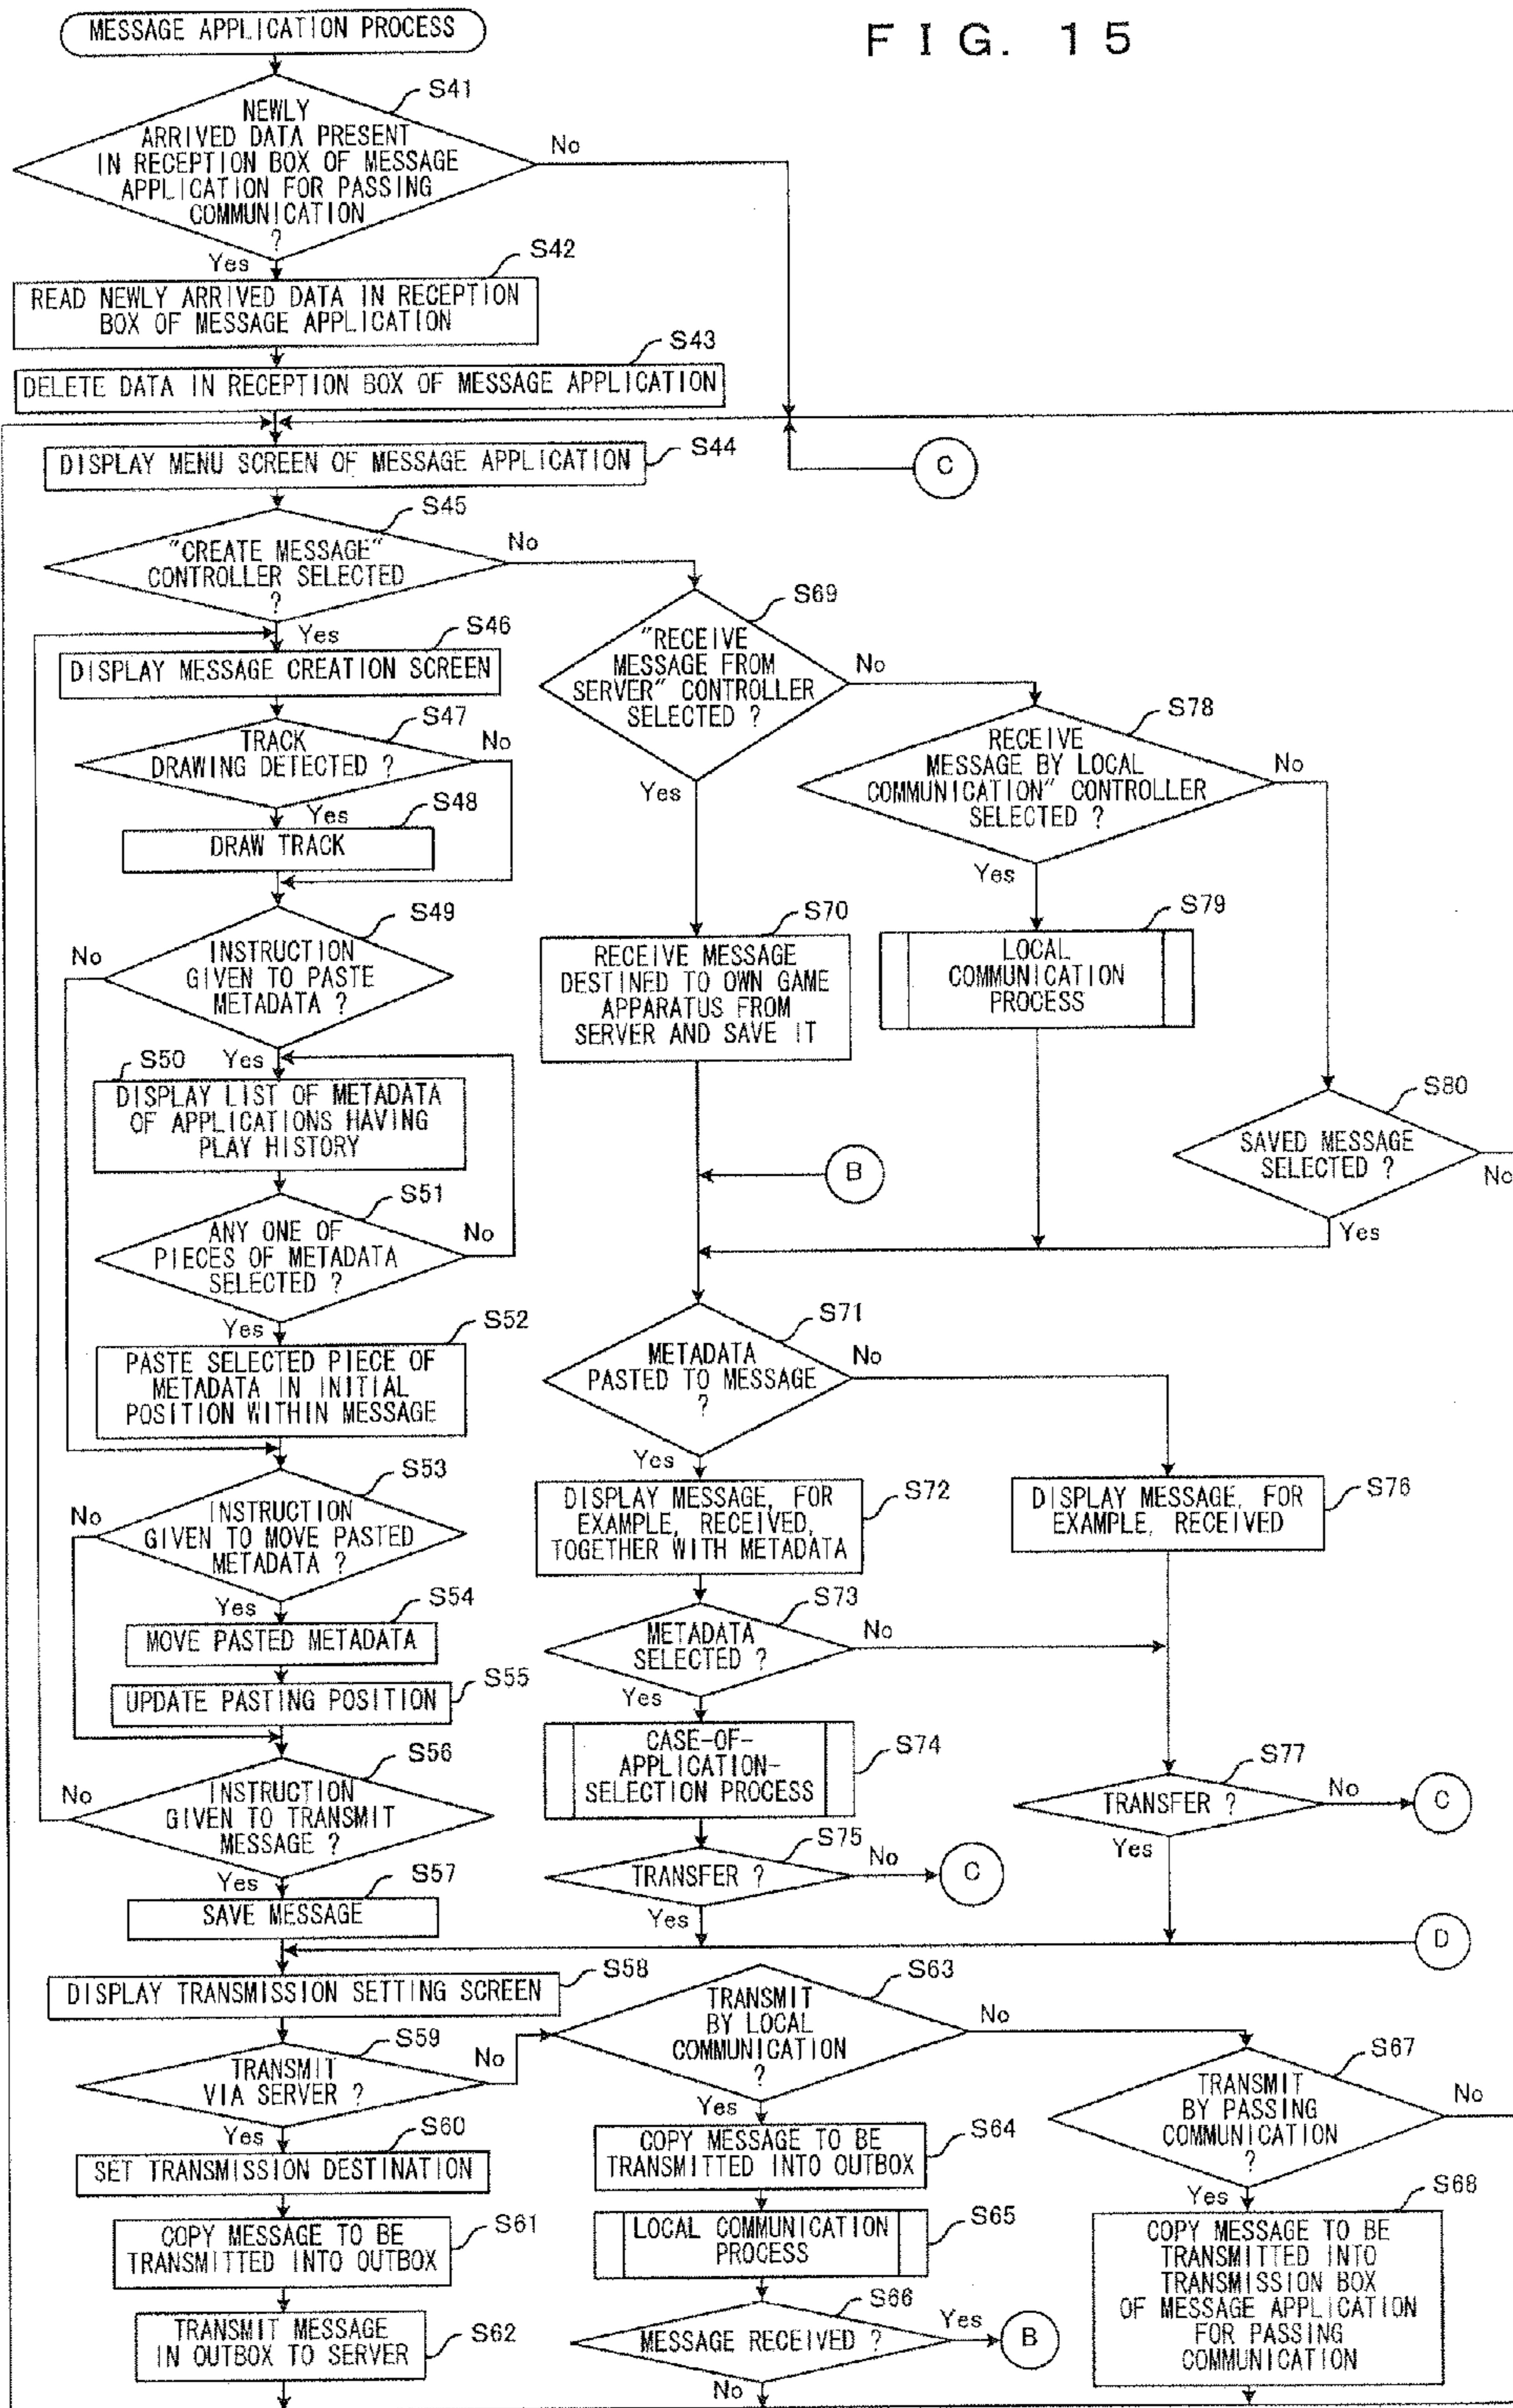 FIG. 15
MESSAGE APPLICATION PROCESS
S41
NEWLY
ARRIVED DATA PRESENT
IN RECEPTION BOX OF MESSAGE
APPLICATION FOR PASSING
COMMUNICATION
?
No
Yes
S42
READ NEWLY ARRIVED DATA IN RECEPTION
BOX OF MESSAGE APPLICATION
S43
DELETE DATA IN RECEPTION BOX OF MESSAGE APPLICATION
DISPLAY MENU SCREEN OF MESSAGE APPLICATION
S44
C
S45
"CREATE MESSAGE"
CONTROLLER SELECTED
?
No
Yes
S46
DISPLAY MESSAGE CREATION SCREEN
S47
TRACK
DRAWING DETECTED ?
No
Yes
S48
DRAW TRACK
S49
INSTRUCTION
GIVEN TO PASTE
METADATA ?
No
Yes
S50
DISPLAY LIST OF METADATA
OF APPLICATIONS HAVING
PLAY HISTORY
S51
ANY ONE OF
PIECES OF METADATA
SELECTED ?
No
Yes
S52
PASTE SELECTED PIECE OF
METADATA IN INITIAL
POSITION WITHIN MESSAGE
S53
INSTRUCTION
GIVEN TO MOVE PASTED
METADATA ?
No
Yes
S54
MOVE PASTED METADATA
S55
UPDATE PASTING POSITION
S56
INSTRUCTION
GIVEN TO TRANSMIT
MESSAGE ?
No
Yes
S57
SAVE MESSAGE
S69
"RECEIVE
MESSAGE FROM
SERVER" CONTROLLER
SELECTED ?
No
Yes
S78
RECEIVE
MESSAGE BY LOCAL
COMMUNICATION" CONTROLLER
SELECTED ?
No
Yes
S70
RECEIVE MESSAGE
DESTINED TO OWN GAME
APPARATUS FROM
SERVER AND SAVE IT
S79
LOCAL
COMMUNICATION
PROCESS
B
S80
SAVED MESSAGE
SELECTED ?
No
Yes
S71
METADATA
PASTED TO MESSAGE
?
No
Yes
DISPLAY MESSAGE, FOR
EXAMPLE, RECEIVED,
TOGETHER WITH METADATA
S72
DISPLAY MESSAGE, FOR
EXAMPLE, RECEIVED
S76
S73
METADATA
SELECTED ?
No
Yes
CASE-OF-
APPLICATION-
SELECTION PROCESS
S74
S75
TRANSFER ?
No
C
Yes
S77
TRANSFER ?
No
C
Yes
D
DISPLAY TRANSMISSION SETTING SCREEN
S58
S59
TRANSMIT
VIA SERVER ?
No
Yes
S60
SET TRANSMISSION DESTINATION
COPY MESSAGE TO BE
TRANSMITTED INTO OUTBOX
S61
TRANSMIT MESSAGE
IN OUTBOX TO SERVER
S62
S63
TRANSMIT
BY LOCAL
COMMUNICATION
?
No
Yes
COPY MESSAGE TO BE
TRANSMITTED INTO OUTBOX
S64
LOCAL COMMUNICATION
PROCESS
S65
S66
MESSAGE RECEIVED ?
Yes
B
No
S67
TRANSMIT
BY PASSING
COMMUNICATION
?
No
Yes
S68
COPY MESSAGE TO BE
TRANSMITTED INTO
TRANSMISSION BOX
OF MESSAGE APPLICATION
FOR PASSING
COMMUNICATION